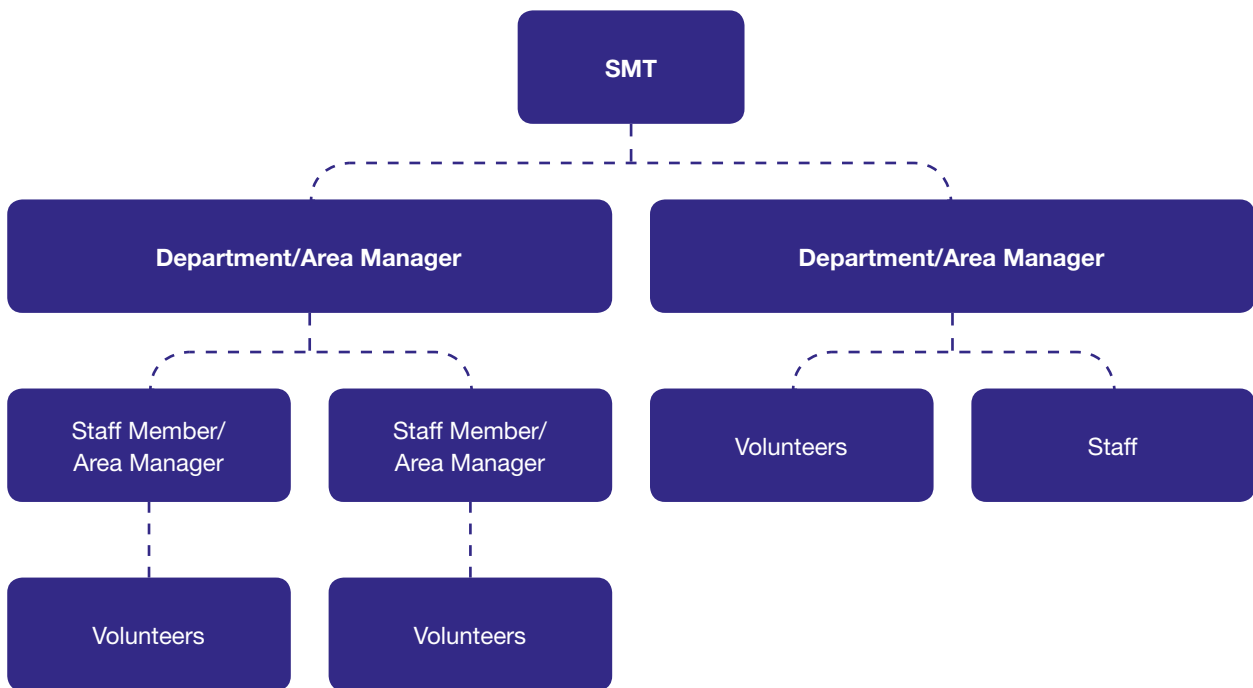 SMT
Department/Area Manager
Department/Area Manager
Staff Member/
Area Manager
Staff Member/
Area Manager
Volunteers
Staff
Volunteers
Volunteers